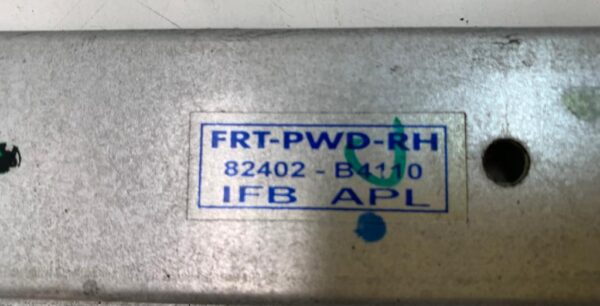 FRT-PWD-RH
82402 - B4110
IFB APL